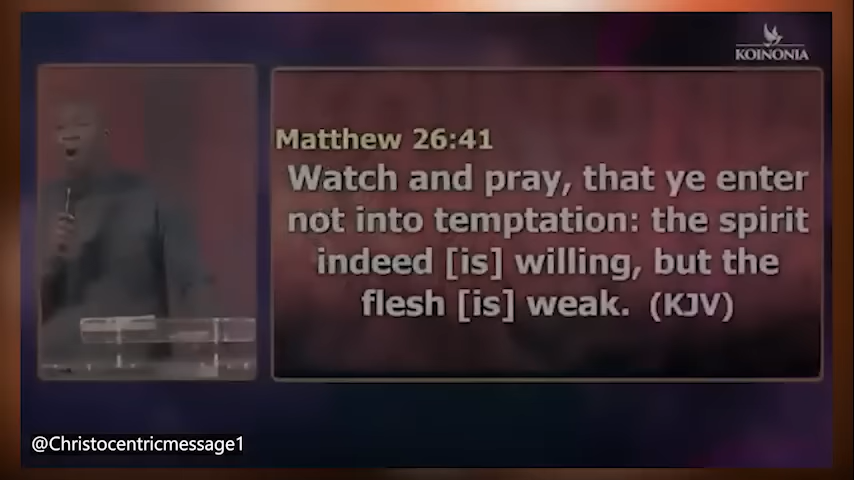 KOINONIA
Matthew 26:41
Watch and pray, that ye enter
not into temptation: the spirit
indeed [is] willing, but the
flesh [is] weak. (KJV)
@Christocentricmessage1